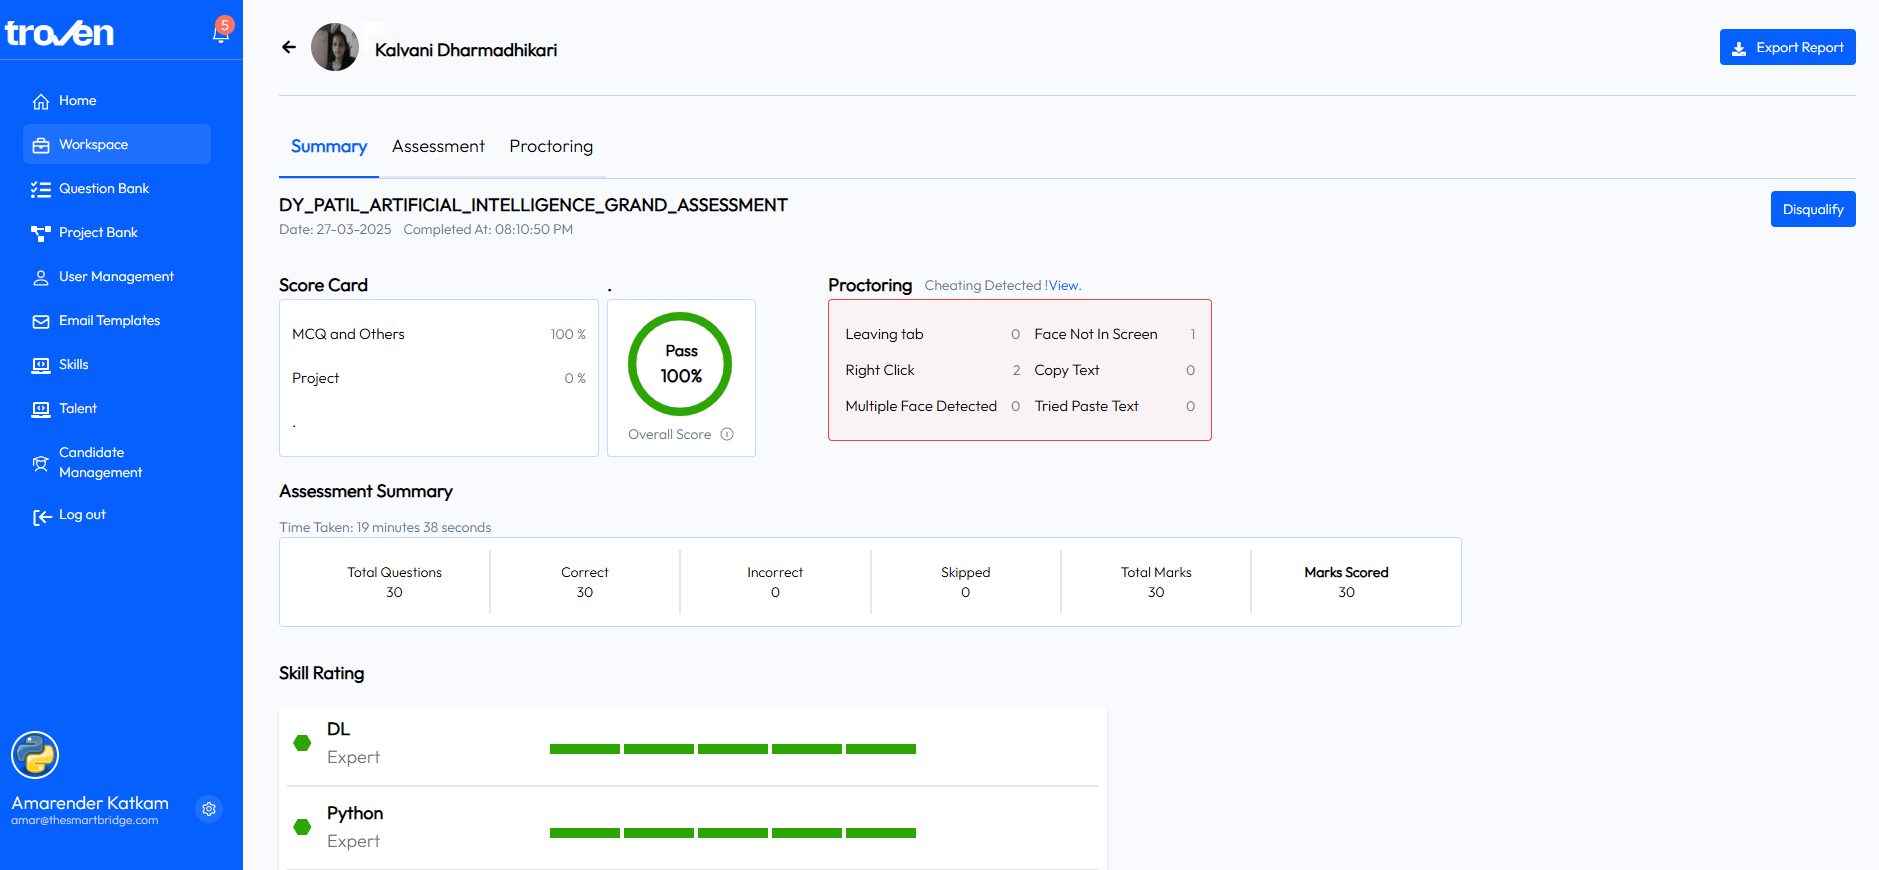 troven
5
Home
Workspace
Question Bank
Project Bank
User Management
Email Templates
Skills
Talent
Candidate
Management
Log out
Amarender Katkam
amar@thesmartbridge.com
Kalvani Dharmadhikari
Export Report
Summary Assessment Proctoring
DY_PATIL_ARTIFICIAL_INTELLIGENCE_GRAND_ASSESSMENT
Disqualify
Date: 27-03-2025 Completed At: 08:10:50 PM
Score Card
MCQ and Others 100 %
Project 0 %
.
.
Pass
100%
Overall Score
Proctoring Cheating Detected !View.
Leaving tab 0 Face Not In Screen 1
Right Click 2 Copy Text 0
Multiple Face Detected 0 Tried Paste Text 0
Assessment Summary
Time Taken: 19 minutes 38 seconds
Total Questions Correct Incorrect Skipped Total Marks Marks Scored
30 30 0 0 30 30
Skill Rating
DL
Expert
Python
Expert